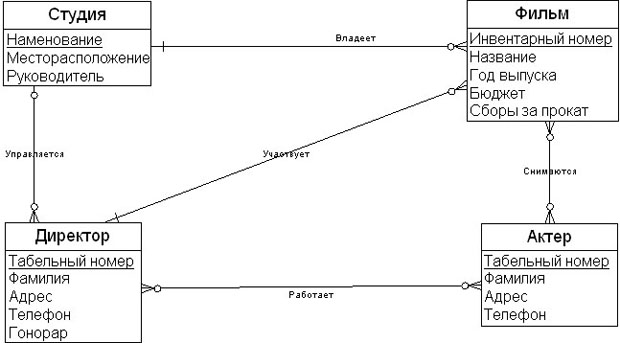 Студия
Наменование
Месторасположение
Руководитель
Владеет
Фильм
Инвентарный номер
Название
Год выпуска
Бюджет
Сборы за прокат
Управляется
Участвует
Снимаются
Директор
Табельный номер
Фамилия
Адрес
Телефон
Гонорар
Работает
Актер
Табельный номер
Фамилия
Адрес
Телефон